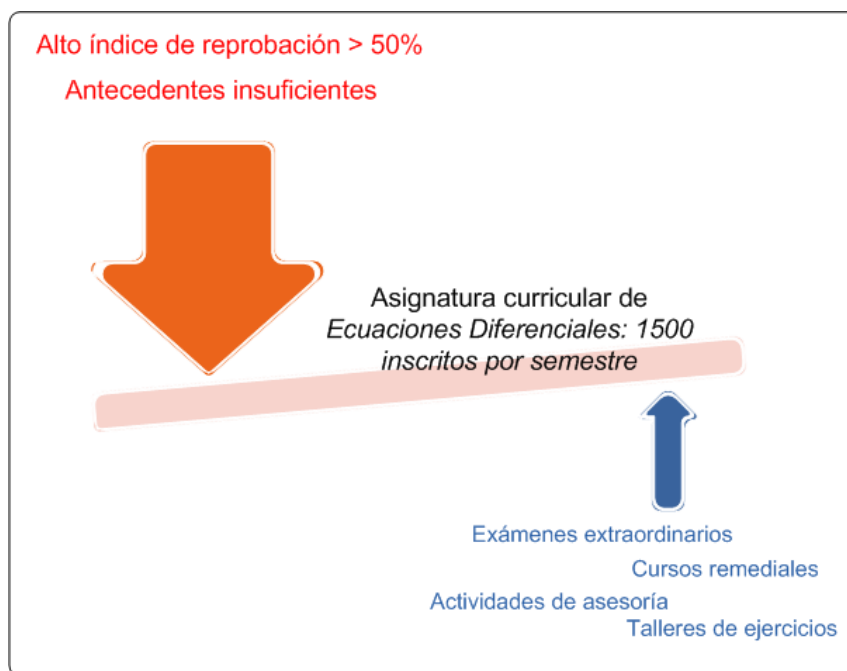 Alto índice de reprobación > 50%
Antecedentes insuficientes
Asignatura curricular de
Ecuaciones Diferenciales: 1500
inscritos por semestre
Exámenes extraordinarios
Cursos remediales
Actividades de asesoría
Talleres de ejercicios